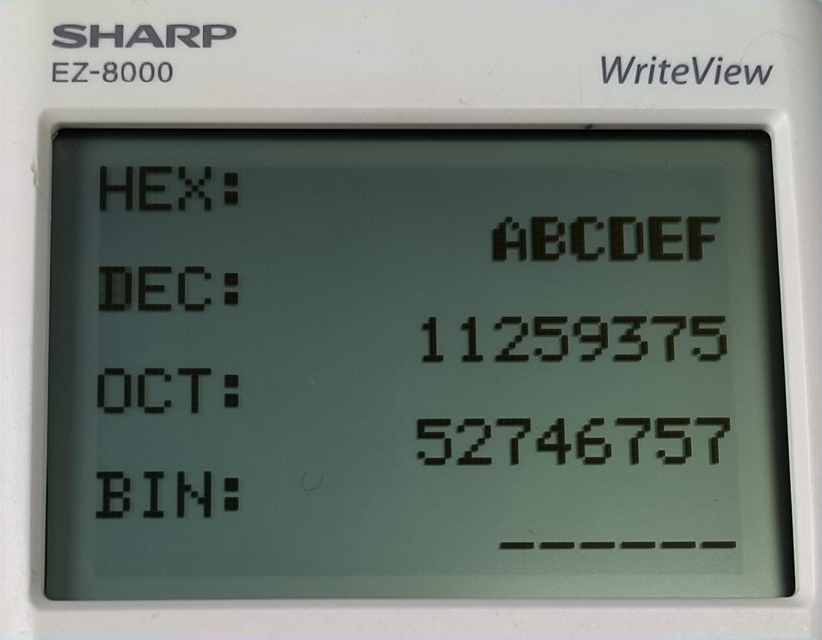 SHARP
EZ-8000
WriteView
HEX:
ABCDEF
DEC:
11259375
OCT:
52746757
BIN:
------